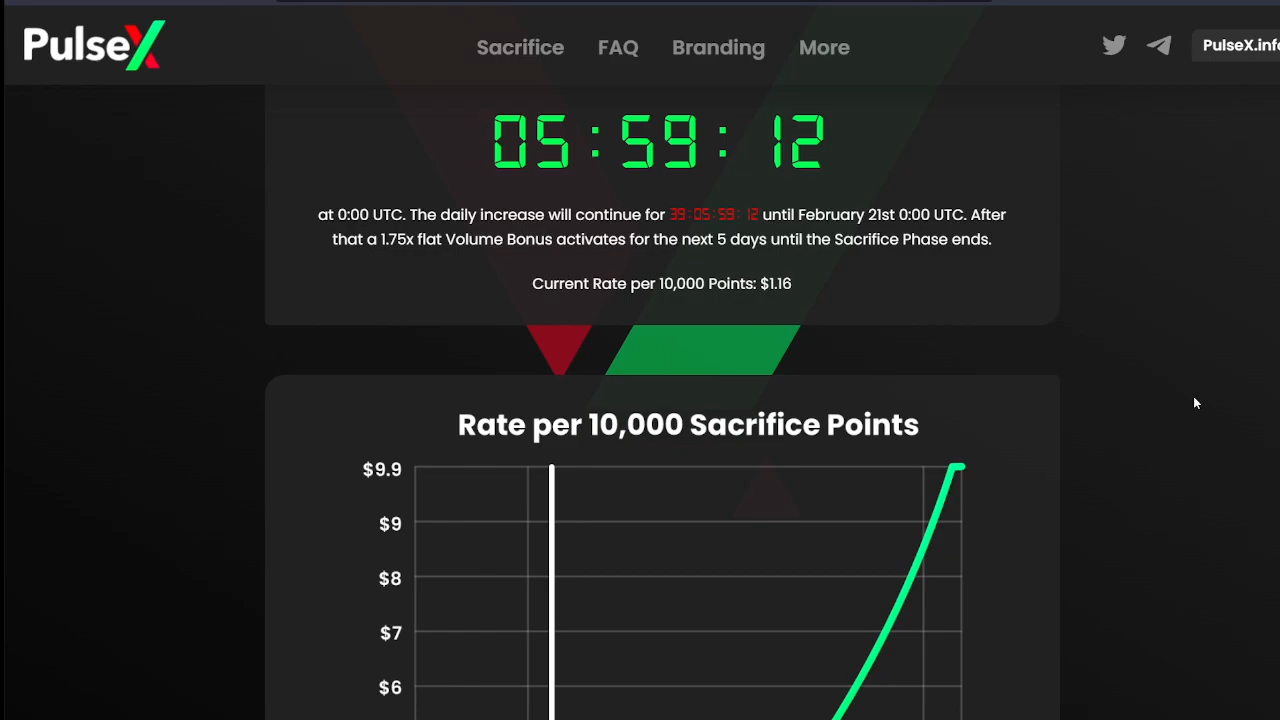 PulseX
Sacrifice FAQ Branding More
05:59:12
at 0:00 UTC. The daily increase will continue for 39:05:59:12 until February 21st 0:00 UTC. After
that a 1.75x flat Volume Bonus activates for the next 5 days until the Sacrifice Phase ends.
Current Rate per 10,000 Points: $1.16
Rate per 10,000 Sacrifice Points
$9.9
$9
$8
$7
$6